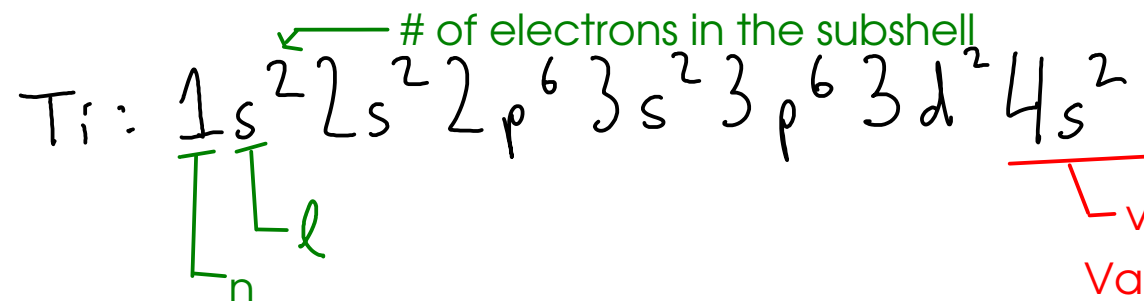 # of electrons in the subshell
Ti: 1s²2s²2p⁶3s²3p⁶3d²4s²
l
n